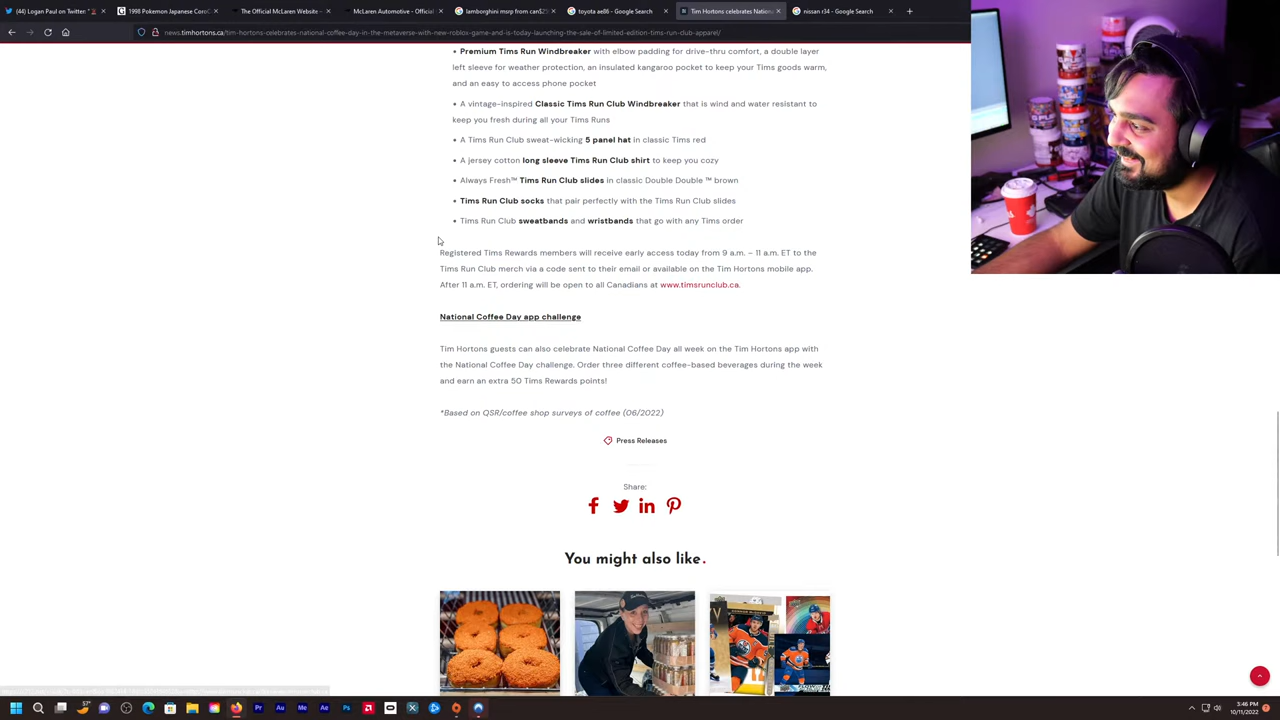 (44) Logan Paul on Twitter: "
1998 Pokemon Japanese CoroC
The Official McLaren Website -
McLaren Automotive - Official
lamborghini msrp from can$25
toyota ae86 - Google Search
Tim Hortons celebrates Nation
nissan r34 - Google Search
news.timhortons.ca/tim-hortons-celebrates-national-coffee-day-in-the-metaverse-with-new-roblox-game-and-is-today-launching-the-sale-of-limited-edition-tims-run-club-apparel/
• Premium Tims Run Windbreaker with elbow padding for drive-thru comfort, a double layer
left sleeve for weather protection, an insulated kangaroo pocket to keep your Tims goods warm,
and an easy to access phone pocket
• A vintage-inspired Classic Tims Run Club Windbreaker that is wind and water resistant to
keep you fresh during all your Tims Runs
• A Tims Run Club sweat-wicking 5 panel hat in classic Tims red
• A jersey cotton long sleeve Tims Run Club shirt to keep you cozy
• Always Fresh™ Tims Run Club slides in classic Double Double ™ brown
• Tims Run Club socks that pair perfectly with the Tims Run Club slides
• Tims Run Club sweatbands and wristbands that go with any Tims order
Registered Tims Rewards members will receive early access today from 9 a.m. – 11 a.m. ET to the
Tims Run Club merch via a code sent to their email or available on the Tim Hortons mobile app.
After 11 a.m. ET, ordering will be open to all Canadians at www.timsrunclub.ca.
National Coffee Day app challenge
Tim Hortons guests can also celebrate National Coffee Day all week on the Tim Hortons app with
the National Coffee Day challenge. Order three different coffee-based beverages during the week
and earn an extra 50 Tims Rewards points!
*Based on QSR/coffee shop surveys of coffee (06/2022)
Press Releases
Share:
You might also like.
57°
3:46 PM
10/11/2022